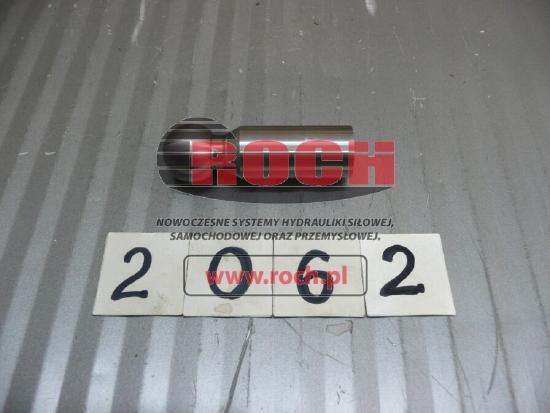 ROCH
NOWOCZESNE SYSTEMY HYDRAULIKI SIŁOWEJ,
SAMOCHODOWEJ ORAZ PRZEMYSŁOWEJ.
www.roch.pl
2 0 6 2